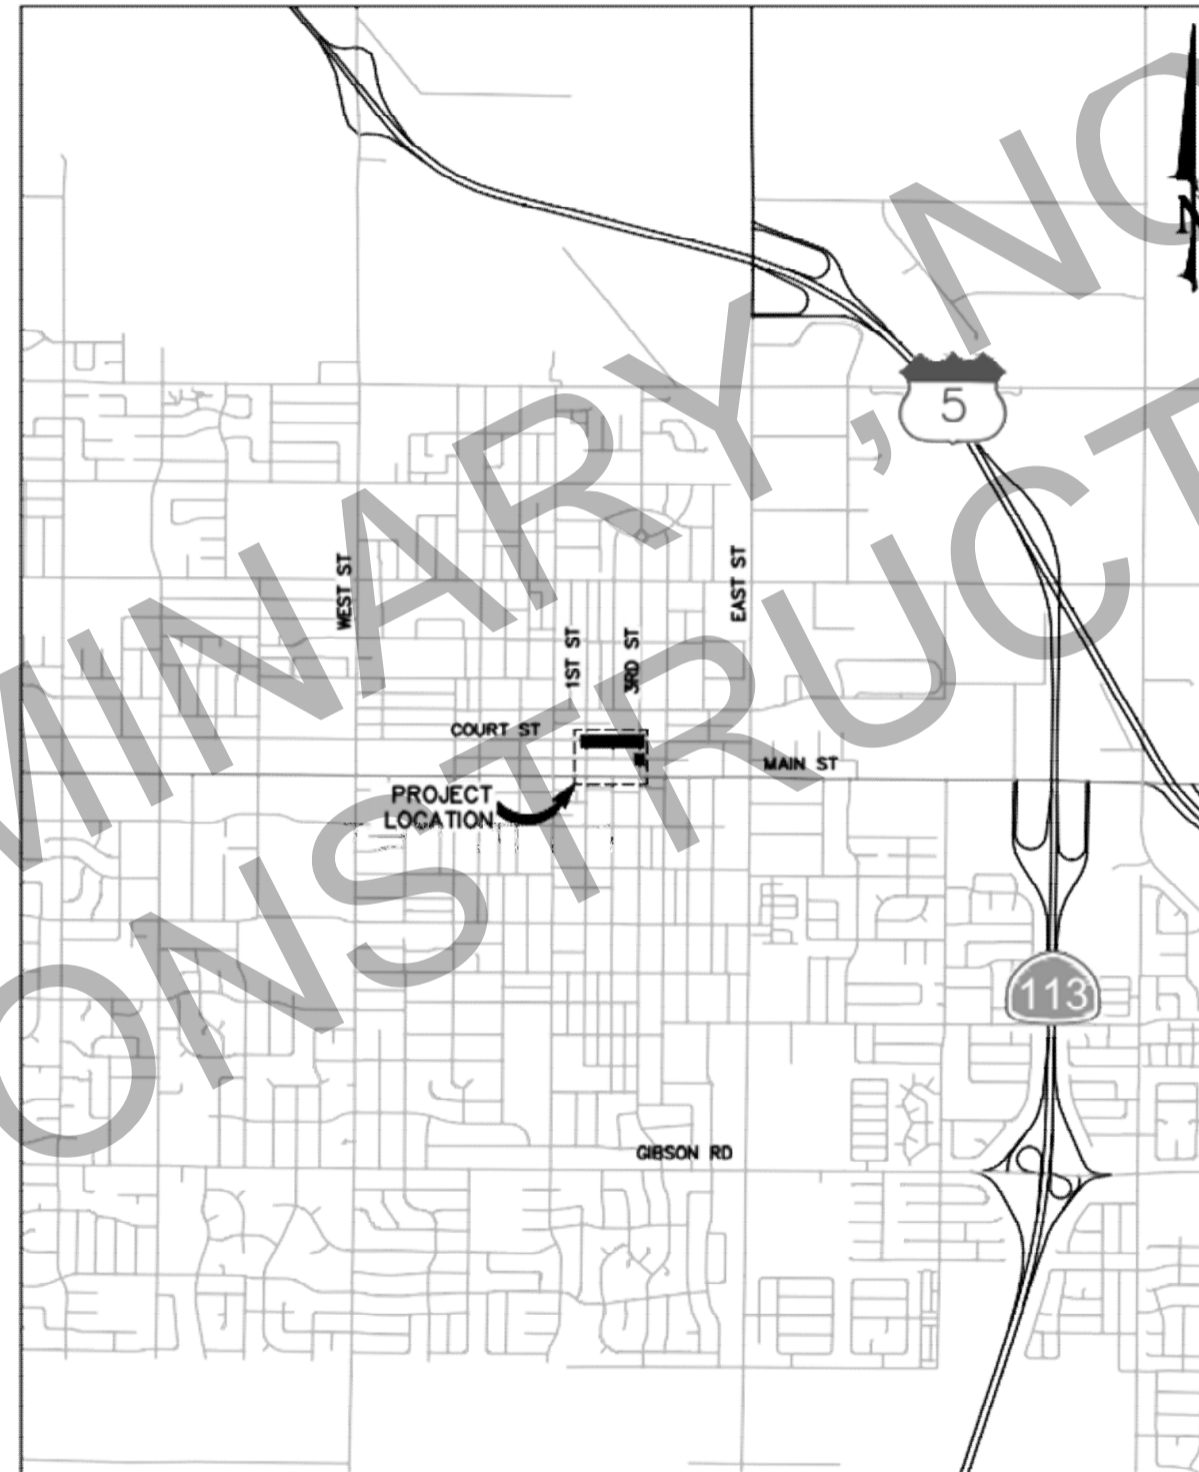 N
5
WEST ST
EAST ST
1ST ST
3RD ST
COURT ST
MAIN ST
PROJECT
LOCATION
113
GIBSON RD
MINARY, NO
ONSTRUCT